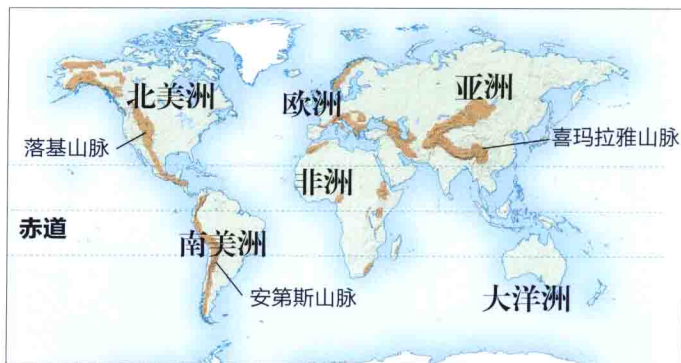 北美洲
欧洲
亚洲
落基山脉
喜玛拉雅山脉
非洲
赤道
南美洲
安第斯山脉
大洋洲